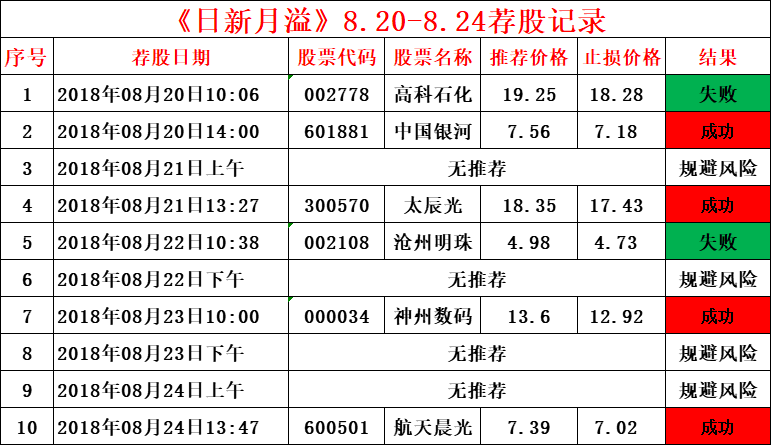 《日新月溢》8.20-8.24荐股记录
序号 荐股日期 股票代码 股票名称 推荐价格 止损价格 结果
1 2018年08月20日10:06 002778 高科石化 19.25 18.28 失败
2 2018年08月20日14:00 601881 中国银河 7.56 7.18 成功
3 2018年08月21日上午 无推荐 规避风险
4 2018年08月21日13:27 300570 太辰光 18.35 17.43 成功
5 2018年08月22日10:38 002108 沧州明珠 4.98 4.73 失败
6 2018年08月22日下午 无推荐 规避风险
7 2018年08月23日10:00 000034 神州数码 13.6 12.92 成功
8 2018年08月23日下午 无推荐 规避风险
9 2018年08月24日上午 无推荐 规避风险
10 2018年08月24日13:47 600501 航天晨光 7.39 7.02 成功